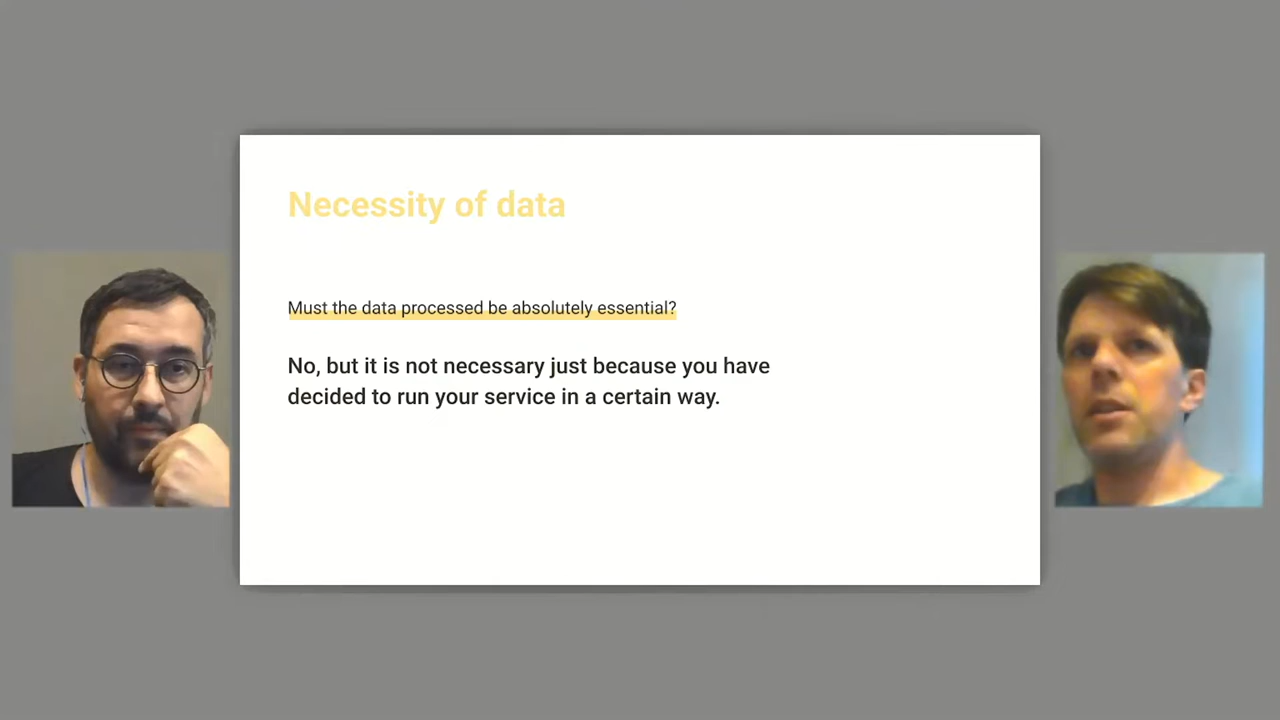 Necessity of data
Must the data processed be absolutely essential?
No, but it is not necessary just because you have
decided to run your service in a certain way.